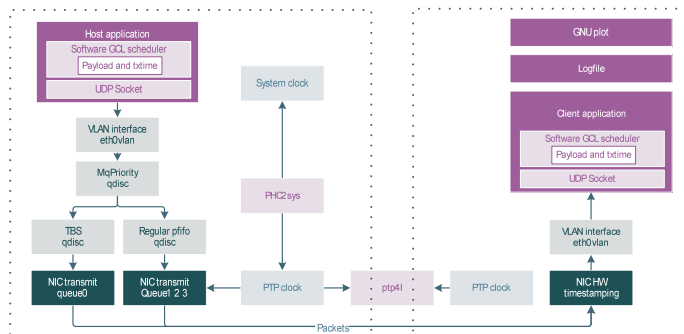 Host application
Software GCL scheduler
Payload and txtime
UDP Socket
VLAN interface
eth0vlan
MqPriority
qdisc
TBS
qdisc
Regular pfifo
qdisc
NIC transmit
queue0
NIC transmit
Queue1 2 3
System clock
PHC2sys
PTP clock
ptp4l
PTP clock
GNU plot
Logfile
Client application
Software GCL scheduler
Payload and txtime
UDP Socket
VLAN interface
eth0vlan
NIC HW
timestamping
Packets